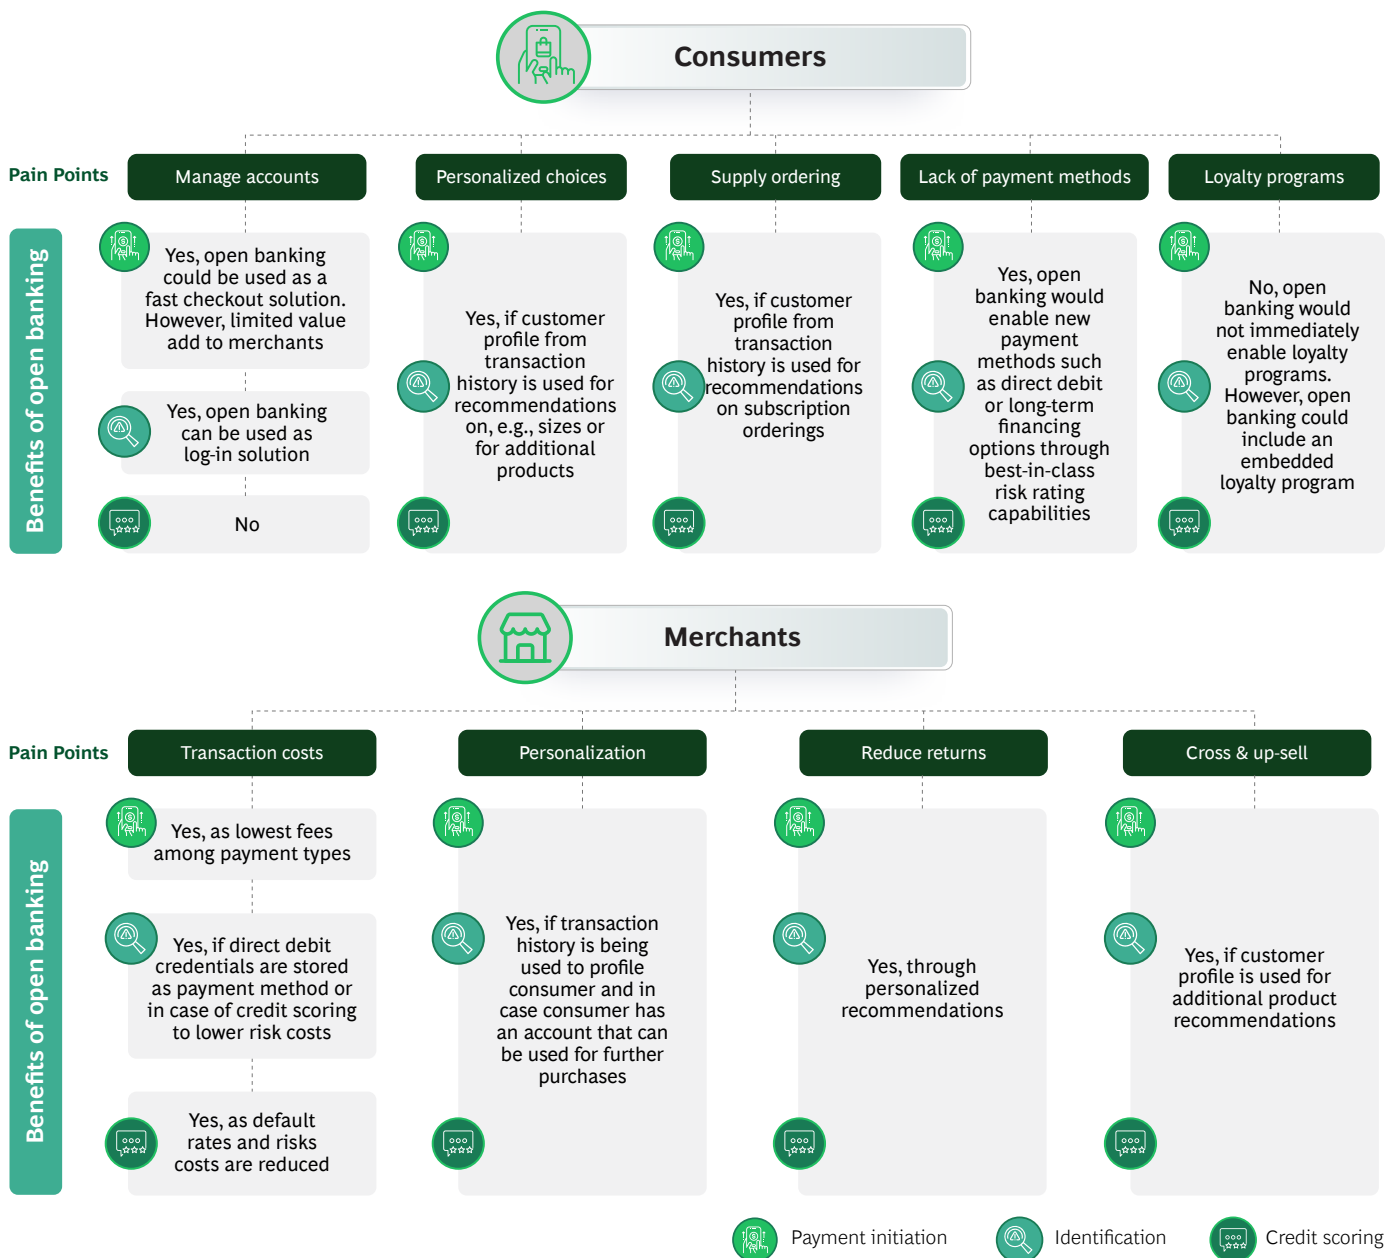 Consumers
Pain Points
Manage accounts
Personalized choices
Supply ordering
Lack of payment methods
Loyalty programs
Benefits of open banking
Yes, open banking
could be used as a
fast checkout solution.
However, limited value
add to merchants
Yes, open banking
can be used as
log-in solution
No
Yes, if customer
profile from
transaction
history is used for
recommendations
on, e.g., sizes or
for additional
products
Yes, if customer
profile from
transaction
history is used for
recommendations
on subscription
orderings
Yes, open
banking would
enable new
payment
methods such
as direct debit
or long-term
financing
options through
best-in-class
risk rating
capabilities
No, open
banking would
not immediately
enable loyalty
programs.
However, open
banking could
include an
embedded
loyalty program
Merchants
Pain Points
Transaction costs
Personalization
Reduce returns
Cross & up-sell
Benefits of open banking
Yes, as lowest fees
among payment types
Yes, if direct debit
credentials are stored
as payment method or
in case of credit scoring
to lower risk costs
Yes, as default
rates and risks
costs are reduced
Yes, if transaction
history is being
used to profile
consumer and in
case consumer has
an account that can
be used for further
purchases
Yes, through
personalized
recommendations
Yes, if customer
profile is used for
additional product
recommendations
Payment initiation
Identification
Credit scoring